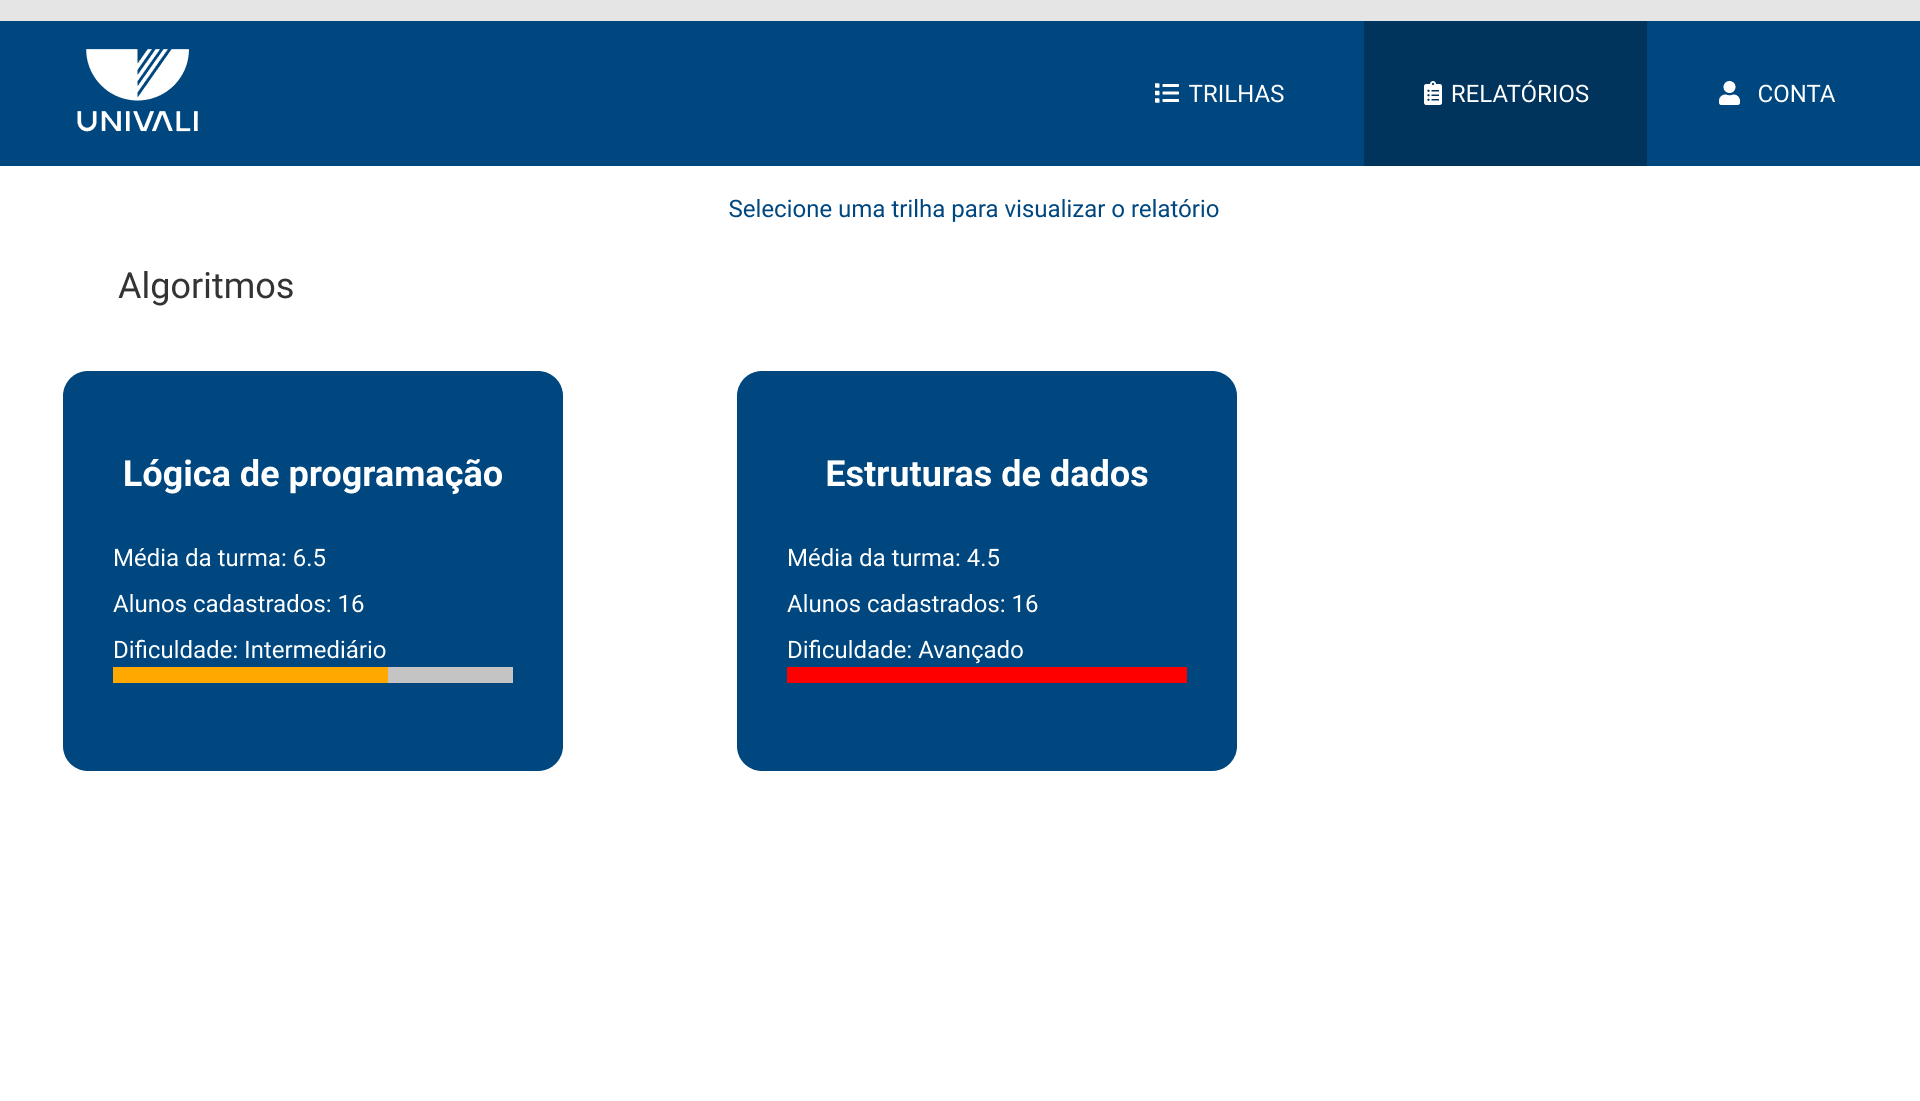 UNIVALI
TRILHAS
RELATÓRIOS
CONTA
Selecione uma trilha para visualizar o relatório
Algoritmos
Lógica de programação
Média da turma: 6.5
Alunos cadastrados: 16
Dificuldade: Intermediário
Estruturas de dados
Média da turma: 4.5
Alunos cadastrados: 16
Dificuldade: Avançado